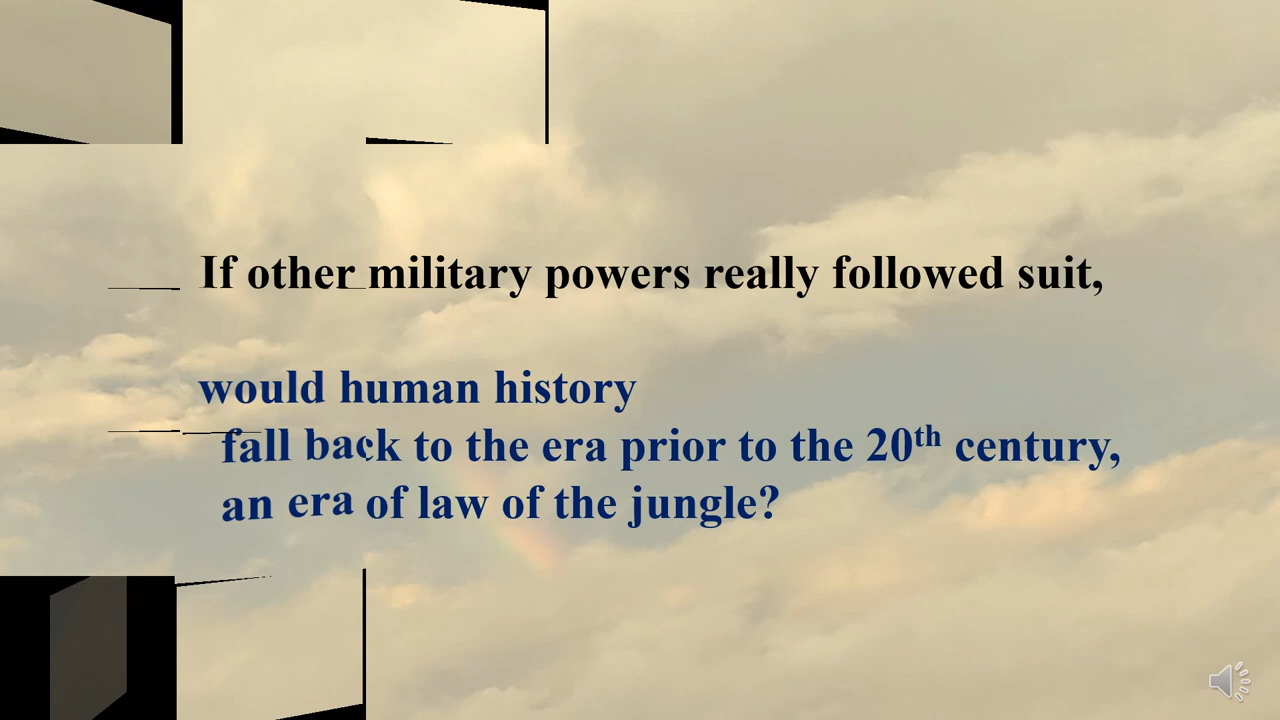 If other military powers really followed suit,
would human history
fall back to the era prior to the 20th century,
an era of law of the jungle?